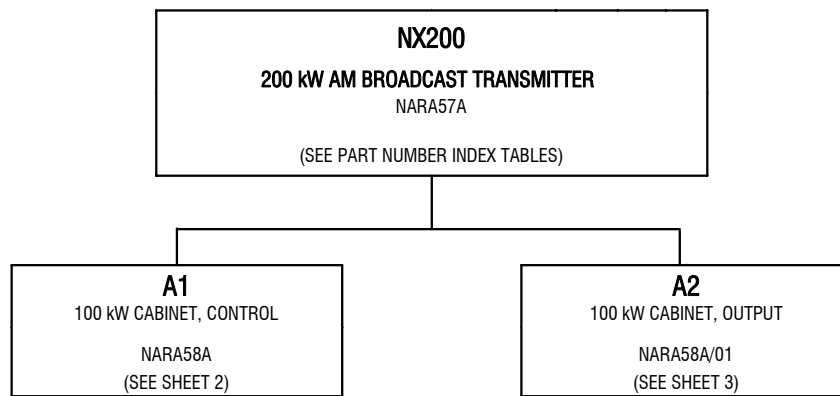 NX200
200 kW AM BROADCAST TRANSMITTER
NARA57A
(SEE PART NUMBER INDEX TABLES)
A1
100 kW CABINET, CONTROL
NARA58A
(SEE SHEET 2)
A2
100 kW CABINET, OUTPUT
NARA58A/01
(SEE SHEET 3)